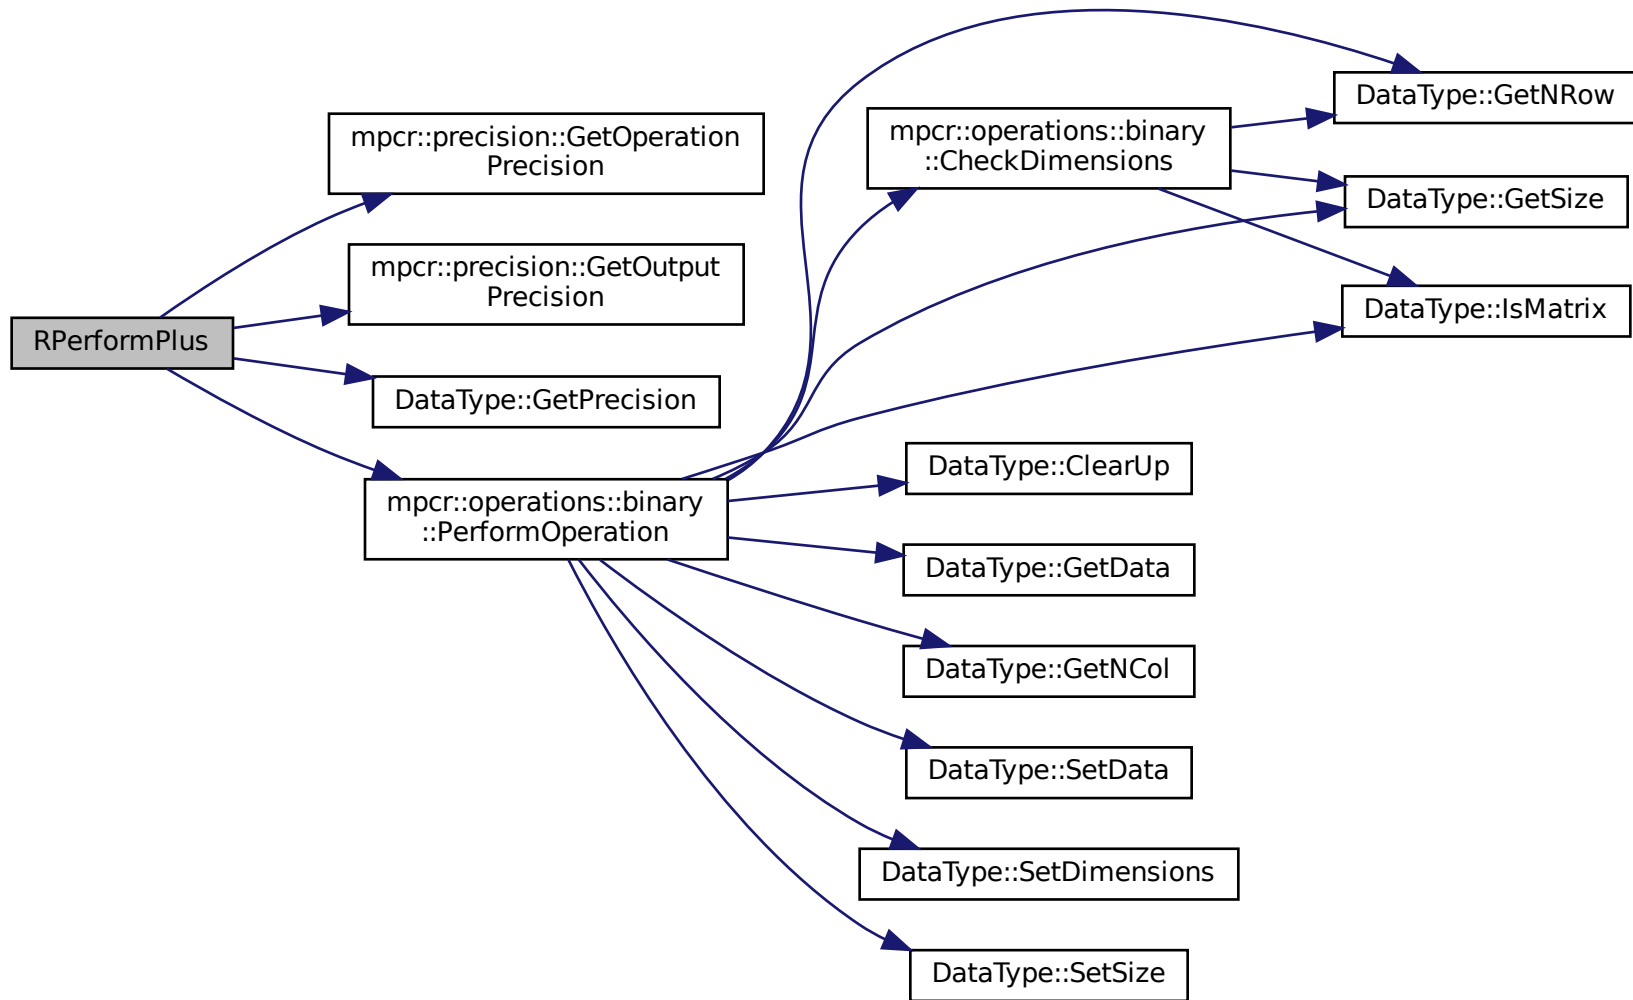 RPerformPlus
mpcr::precision::GetOperation
Precision
mpcr::precision::GetOutput
Precision
DataType::GetPrecision
mpcr::operations::binary
::PerformOperation
mpcr::operations::binary
::CheckDimensions
DataType::GetNRow
DataType::GetSize
DataType::IsMatrix
DataType::ClearUp
DataType::GetData
DataType::GetNCol
DataType::SetData
DataType::SetDimensions
DataType::SetSize